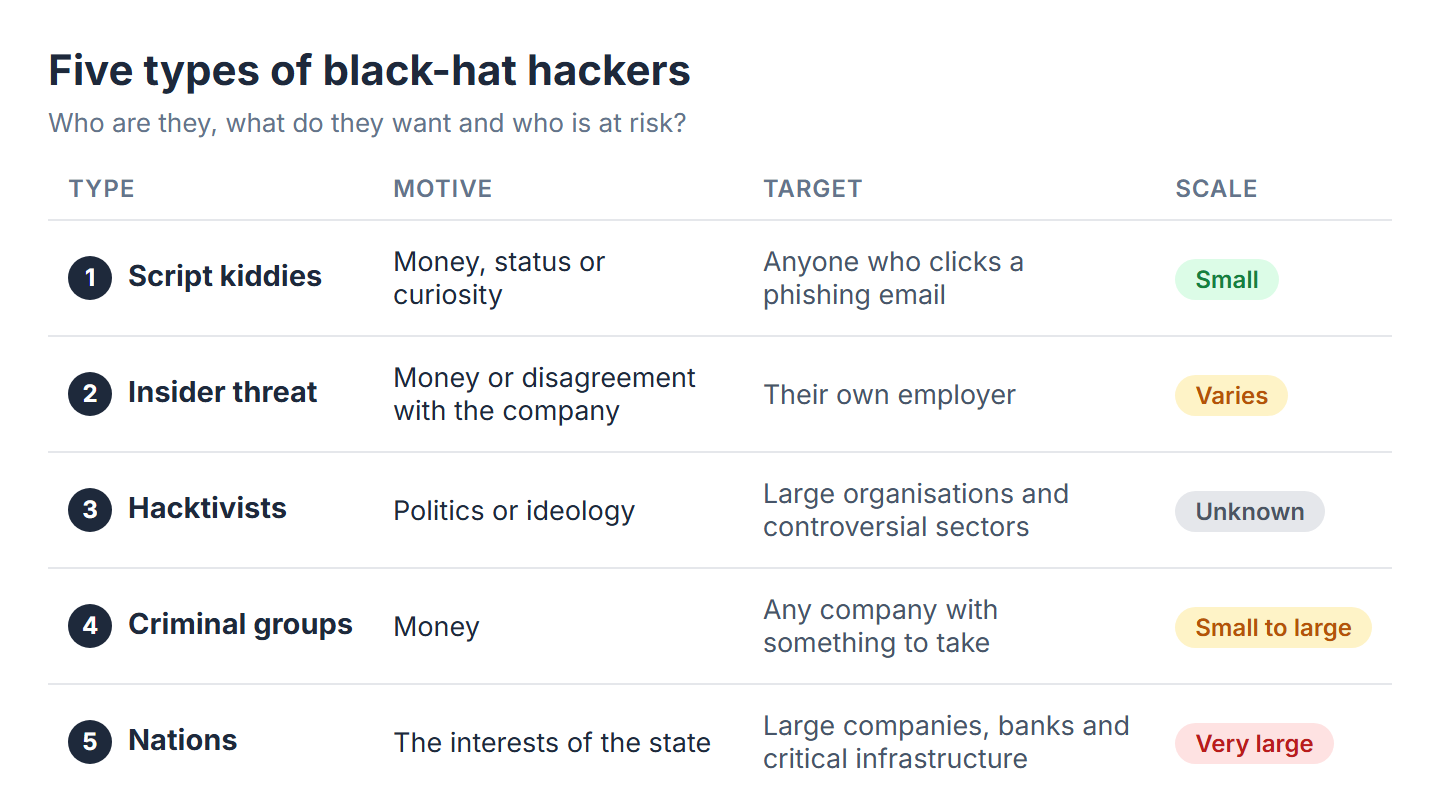 Five types of black-hat hackers
Who are they, what do they want and who is at risk?
TYPE MOTIVE TARGET SCALE
1 Script kiddies
Money, status or
curiosity
Anyone who clicks a
phishing email
Small
2 Insider threat
Money or disagreement
with the company
Their own employer
Varies
3 Hacktivists
Politics or ideology
Large organisations and
controversial sectors
Unknown
4 Criminal groups
Money
Any company with
something to take
Small to large
5 Nations
The interests of the state
Large companies, banks and
critical infrastructure
Very large